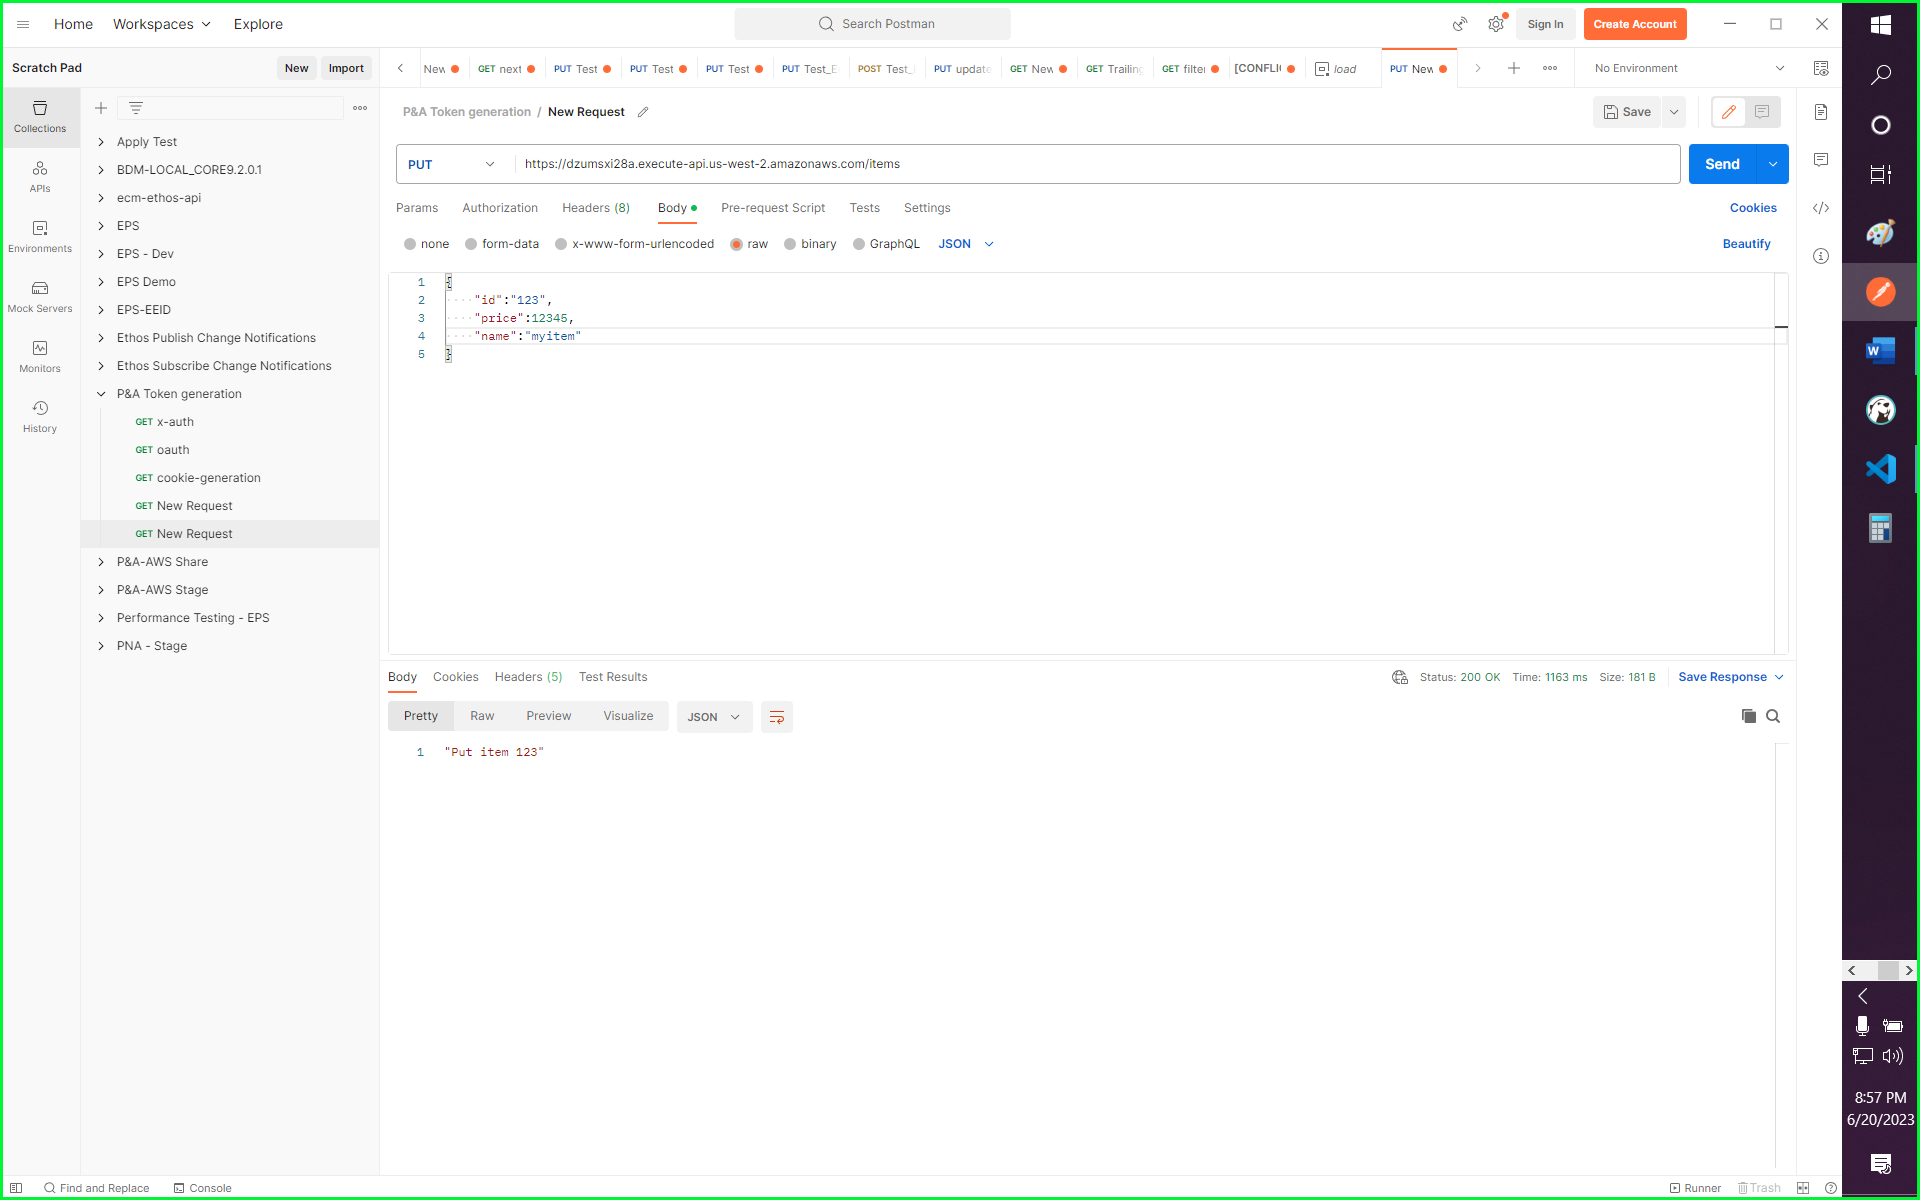 Home Workspaces Explore
Search Postman
Sign In
Create Account
Scratch Pad
New
Import
New
GET next
PUT Test
PUT Test
PUT Test
PUT Test_E
POST Test_
PUT update
GET New
GET Trailing
GET filter
[CONFLIC
load
PUT New
No Environment
Collections
APIs
Environments
Mock Servers
Monitors
History
Apply Test
BDM-LOCAL_CORE9.2.0.1
ecm-ethos-api
EPS
EPS - Dev
EPS Demo
EPS-EEID
Ethos Publish Change Notifications
Ethos Subscribe Change Notifications
P&A Token generation
GET x-auth
GET oauth
GET cookie-generation
GET New Request
GET New Request
P&A-AWS Share
P&A-AWS Stage
Performance Testing - EPS
PNA - Stage
P&A Token generation / New Request
Save
PUT
https://dzumsxi28a.execute-api.us-west-2.amazonaws.com/items
Send
Params Authorization Headers (8) Body Pre-request Script Tests Settings
Cookies
none form-data x-www-form-urlencoded raw binary GraphQL JSON
Beautify
1 {
2 "id":"123",
3 "price":12345,
4 "name":"myitem"
5 }
Body Cookies Headers (5) Test Results
Status: 200 OK Time: 1163 ms Size: 181 B
Save Response
Pretty Raw Preview Visualize JSON
1 "Put item 123"
8:57 PM
6/20/2023
Find and Replace Console
Runner Trash